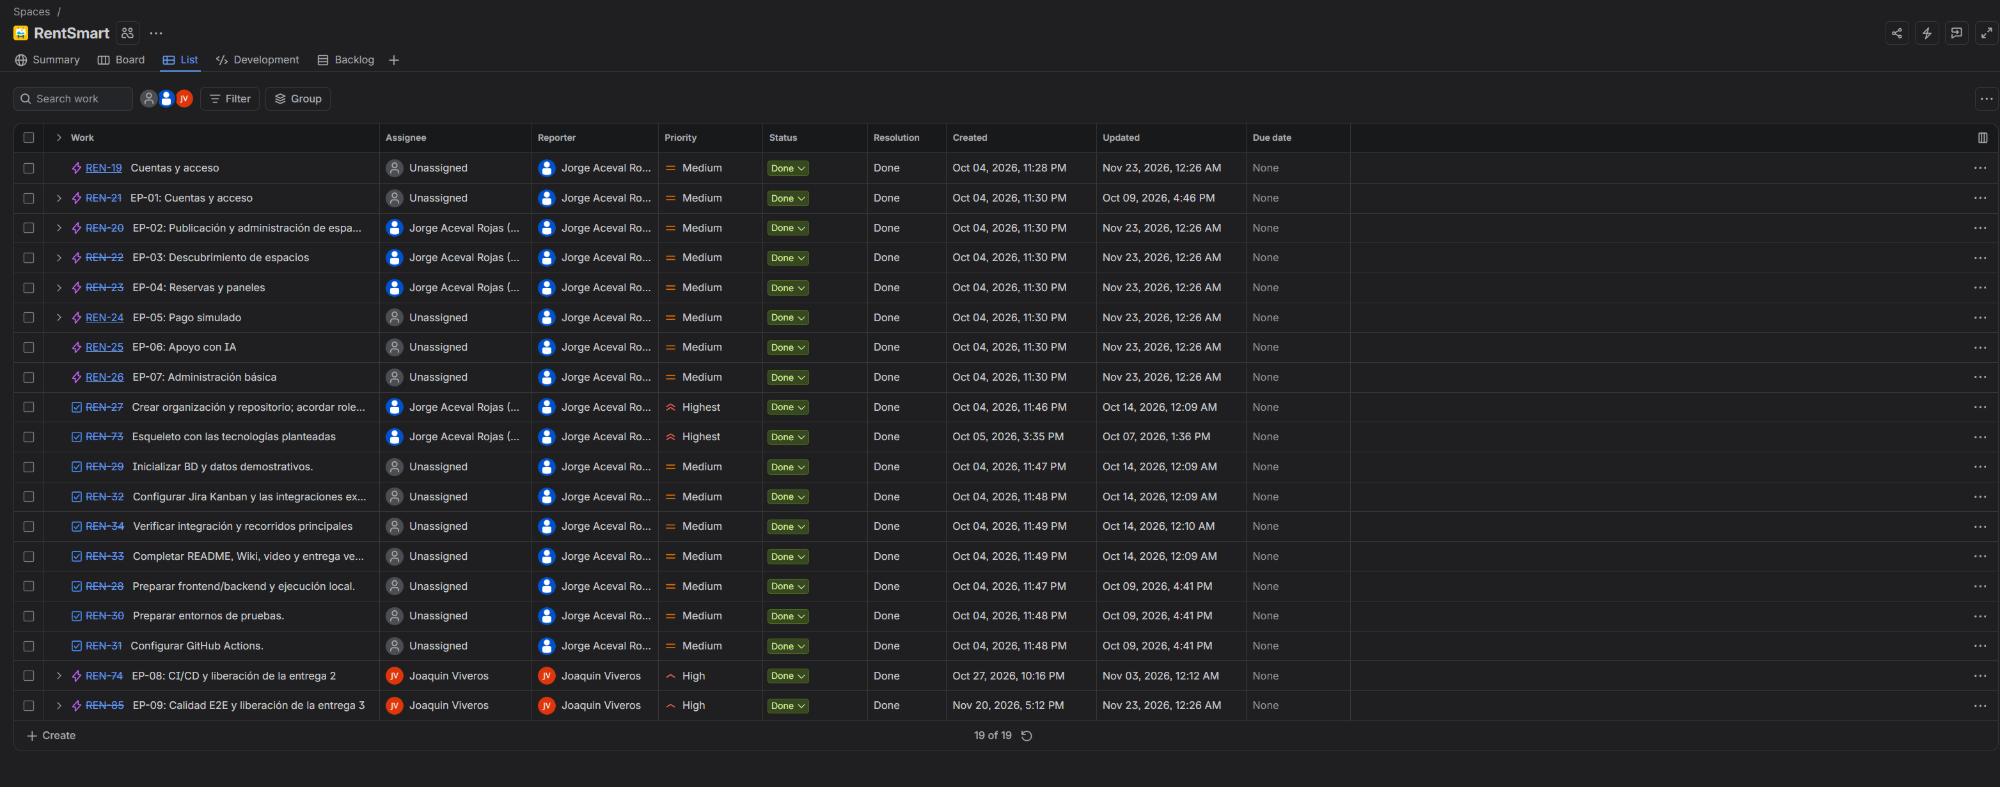 Spaces /
RentSmart
Summary Board List Development Backlog
Search work JV Filter Group
Work Assignee Reporter Priority Status Resolution Created Updated Due date
REN-19 Cuentas y acceso Unassigned Jorge Aceval Ro... Medium Done Done Oct 04, 2026, 11:28 PM Nov 23, 2026, 12:26 AM None
REN-21 EP-01: Cuentas y acceso Unassigned Jorge Aceval Ro... Medium Done Done Oct 04, 2026, 11:30 PM Oct 09, 2026, 4:46 PM None
REN-20 EP-02: Publicación y administración de espa... Jorge Aceval Rojas (... Jorge Aceval Ro... Medium Done Done Oct 04, 2026, 11:30 PM Nov 23, 2026, 12:26 AM None
REN-22 EP-03: Descubrimiento de espacios Jorge Aceval Rojas (... Jorge Aceval Ro... Medium Done Done Oct 04, 2026, 11:30 PM Nov 23, 2026, 12:26 AM None
REN-23 EP-04: Reservas y paneles Jorge Aceval Rojas (... Jorge Aceval Ro... Medium Done Done Oct 04, 2026, 11:30 PM Nov 23, 2026, 12:26 AM None
REN-24 EP-05: Pago simulado Unassigned Jorge Aceval Ro... Medium Done Done Oct 04, 2026, 11:30 PM Nov 23, 2026, 12:26 AM None
REN-25 EP-06: Apoyo con IA Unassigned Jorge Aceval Ro... Medium Done Done Oct 04, 2026, 11:30 PM Nov 23, 2026, 12:26 AM None
REN-26 EP-07: Administración básica Unassigned Jorge Aceval Ro... Medium Done Done Oct 04, 2026, 11:30 PM Nov 23, 2026, 12:26 AM None
REN-27 Crear organización y repositorio; acordar role... Jorge Aceval Rojas (... Jorge Aceval Ro... Highest Done Done Oct 04, 2026, 11:46 PM Oct 14, 2026, 12:09 AM None
REN-73 Esqueleto con las tecnologías planteadas Jorge Aceval Rojas (... Jorge Aceval Ro... Highest Done Done Oct 05, 2026, 3:35 PM Oct 07, 2026, 1:36 PM None
REN-29 Inicializar BD y datos demostrativos. Unassigned Jorge Aceval Ro... Medium Done Done Oct 04, 2026, 11:47 PM Oct 14, 2026, 12:09 AM None
REN-32 Configurar Jira Kanban y las integraciones ex... Unassigned Jorge Aceval Ro... Medium Done Done Oct 04, 2026, 11:48 PM Oct 14, 2026, 12:09 AM None
REN-34 Verificar integración y recorridos principales Unassigned Jorge Aceval Ro... Medium Done Done Oct 04, 2026, 11:49 PM Oct 14, 2026, 12:10 AM None
REN-33 Completar README, Wiki, video y entrega ve... Unassigned Jorge Aceval Ro... Medium Done Done Oct 04, 2026, 11:49 PM Oct 14, 2026, 12:09 AM None
REN-28 Preparar frontend/backend y ejecución local. Unassigned Jorge Aceval Ro... Medium Done Done Oct 04, 2026, 11:47 PM Oct 09, 2026, 4:41 PM None
REN-30 Preparar entornos de pruebas. Unassigned Jorge Aceval Ro... Medium Done Done Oct 04, 2026, 11:48 PM Oct 09, 2026, 4:41 PM None
REN-31 Configurar GitHub Actions. Unassigned Jorge Aceval Ro... Medium Done Done Oct 04, 2026, 11:48 PM Oct 09, 2026, 4:41 PM None
REN-74 EP-08: CI/CD y liberación de la entrega 2 JV Joaquin Viveros JV Joaquin Viveros High Done Done Oct 27, 2026, 10:16 PM Nov 03, 2026, 12:12 AM None
REN-85 EP-09: Calidad E2E y liberación de la entrega 3 JV Joaquin Viveros JV Joaquin Viveros High Done Done Nov 20, 2026, 5:12 PM Nov 23, 2026, 12:26 AM None
Create 19 of 19